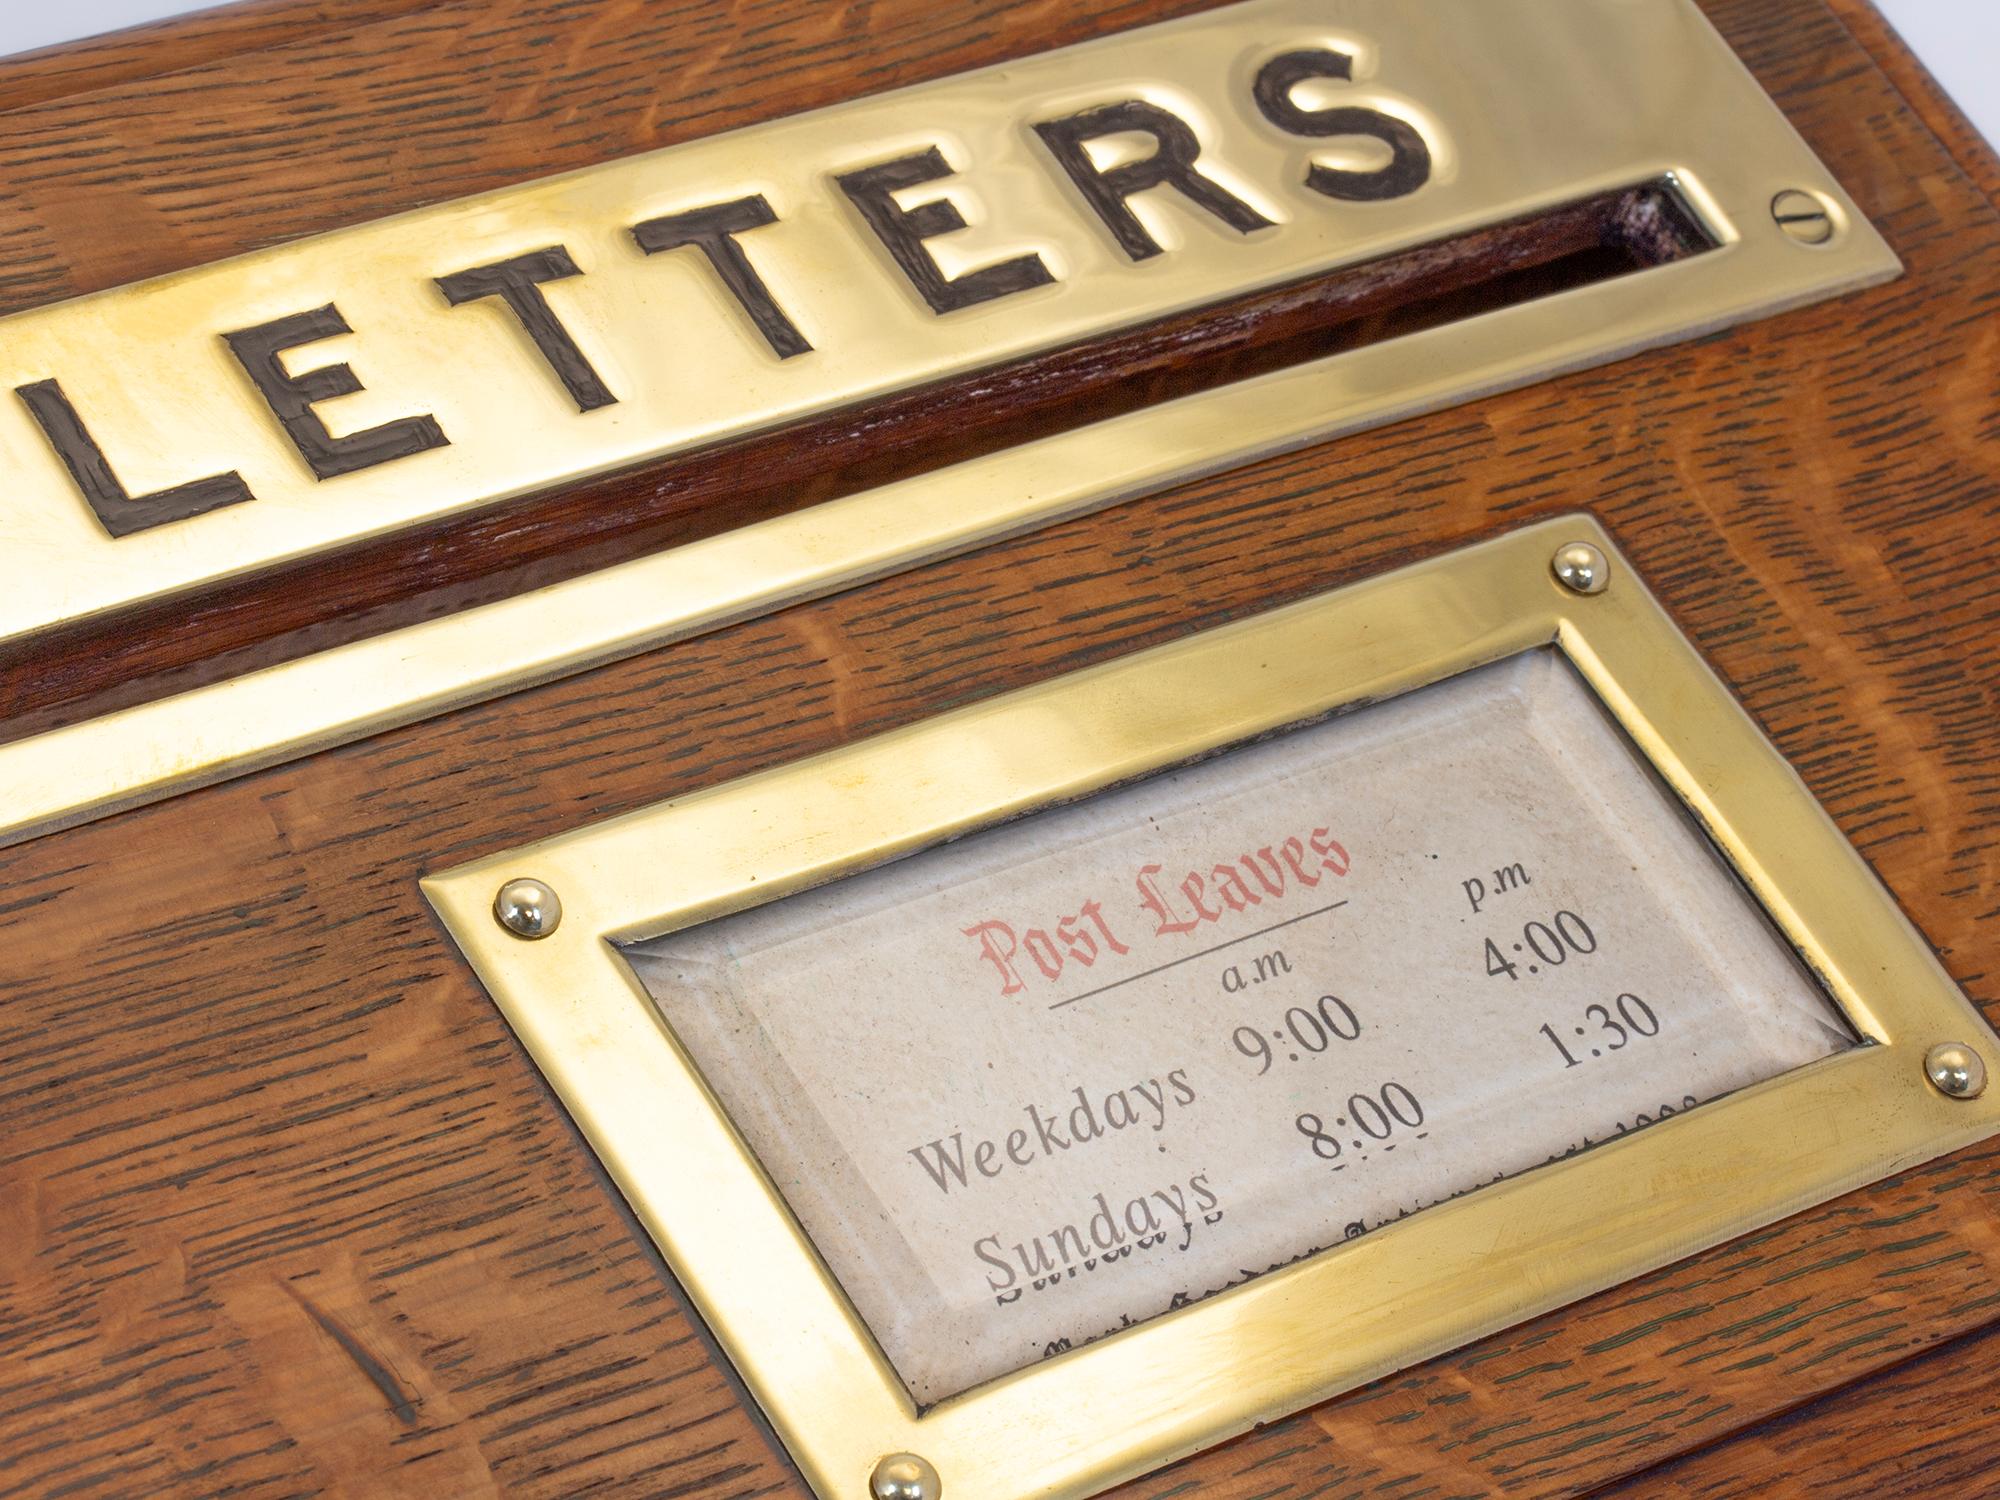 LETTERS
Post Leaves
a.m p.m
Weekdays 9:00 4:00
Sundays 8:00 1:30